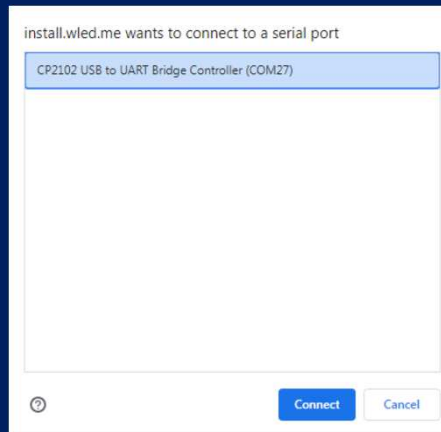 install.wled.me wants to connect to a serial port
CP2102 USB to UART Bridge Controller (COM27)
?
Connect
Cancel